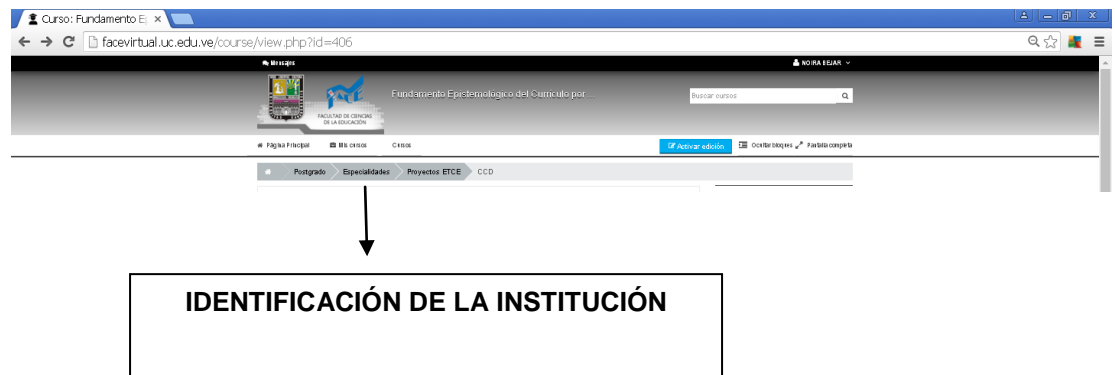 Curso: Fundamento E
facevirtual.uc.edu.ve/course/view.php?id=406
Mensajes
NOIRA BEJAR
FACE
FACULTAD DE CIENCIAS
DE LA EDUCACIÓN
Fundamento Epistemológico del Curriculo por ...
Buscar cursos
Página Principal Mis cursos Cursos Activar edición Ocultar bloques Pantalla completa
Postgrado Especialidades Proyectos ETCE CCD
IDENTIFICACIÓN DE LA INSTITUCIÓN